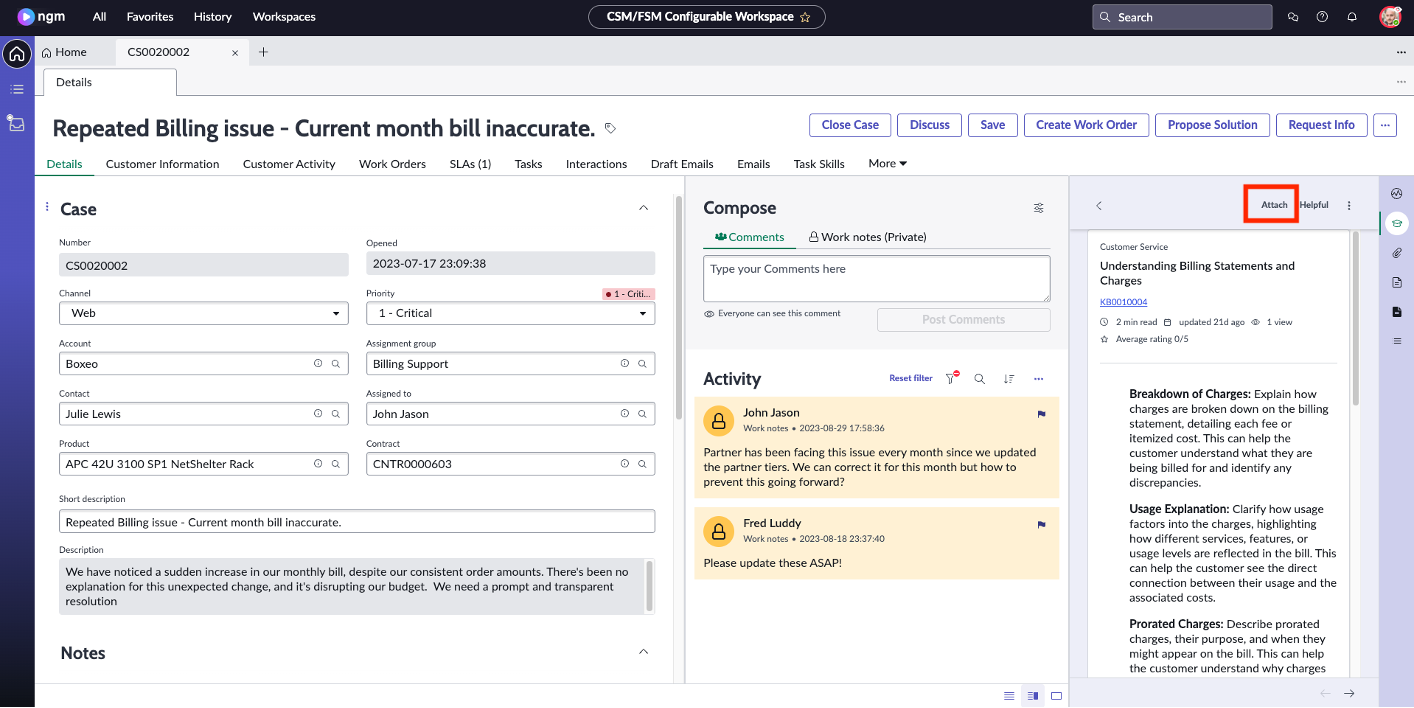 ngm
All
Favorites
History
Workspaces
CSM/FSM Configurable Workspace
Search
Home
CS0020002
Details
Repeated Billing issue - Current month bill inaccurate.
Close Case
Discuss
Save
Create Work Order
Propose Solution
Request Info
Details
Customer Information
Customer Activity
Work Orders
SLAs (1)
Tasks
Interactions
Draft Emails
Emails
Task Skills
More
Case
Number
CS0020002
Opened
2023-07-17 23:09:38
Channel
Web
Priority
1 - Criti...
1 - Critical
Account
Boxeo
Assignment group
Billing Support
Contact
Julie Lewis
Assigned to
John Jason
Product
APC 42U 3100 SP1 NetShelter Rack
Contract
CNTR0000603
Short description
Repeated Billing issue - Current month bill inaccurate.
Description
We have noticed a sudden increase in our monthly bill, despite our consistent order amounts. There's been no
explanation for this unexpected change, and it's disrupting our budget.  We need a prompt and transparent
resolution
Notes
Compose
Comments
Work notes (Private)
Type your Comments here
Everyone can see this comment
Post Comments
Activity
Reset filter
John Jason
Work notes • 2023-08-29 17:58:36
Partner has been facing this issue every month since we updated
the partner tiers. We can correct it for this month but how to
prevent this going forward?
Fred Luddy
Work notes • 2023-08-18 23:37:40
Please update these ASAP!
Attach
Helpful
Customer Service
Understanding Billing Statements and
Charges
KB0010004
2 min read
updated 21d ago
1 view
Average rating 0/5
Breakdown of Charges: Explain how
charges are broken down on the billing
statement, detailing each fee or
itemized cost. This can help the
customer understand what they are
being billed for and identify any
discrepancies.
Usage Explanation: Clarify how usage
factors into the charges, highlighting
how different services, features, or
usage levels are reflected in the bill. This
can help the customer see the direct
connection between their usage and the
associated costs.
Prorated Charges: Describe prorated
charges, their purpose, and when they
might appear on the bill. This can help
the customer understand why charges